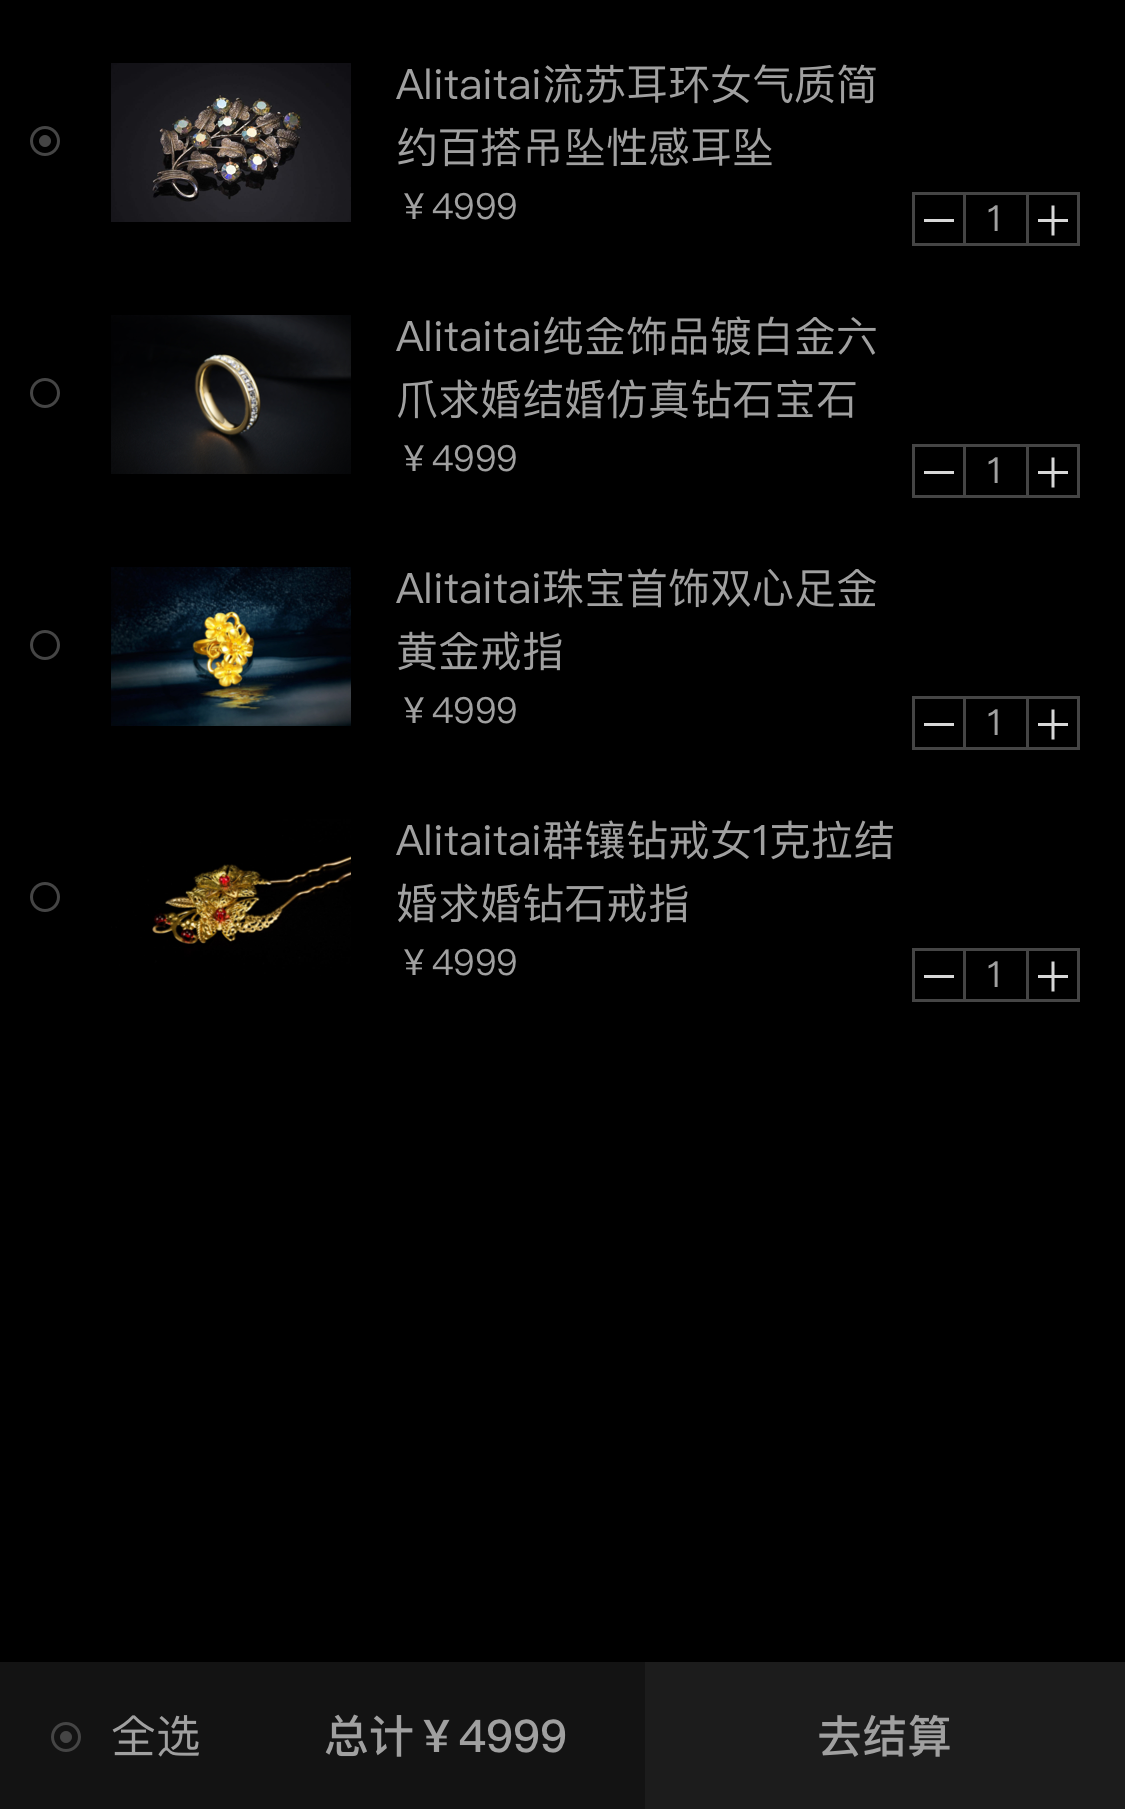 Alitaitai流苏耳环女气质简
约百搭吊坠性感耳坠
¥ 4999
1
Alitaitai纯金饰品镀白金六
爪求婚结婚仿真钻石宝石
¥ 4999
1
Alitaitai珠宝首饰双心足金
黄金戒指
¥ 4999
1
Alitaitai群镶钻戒女1克拉结
婚求婚钻石戒指
¥ 4999
1
全选 总计 ¥ 4999 去结算